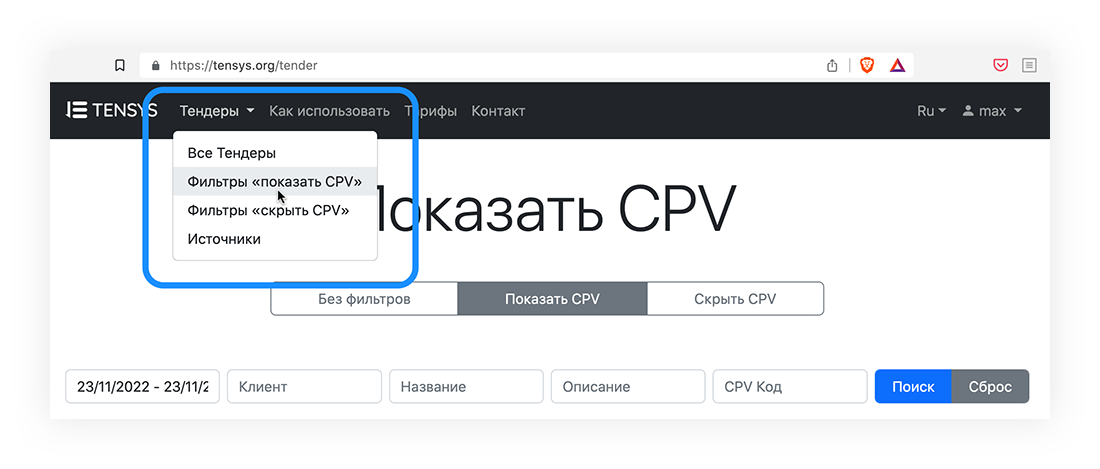 https://tensys.org/tender
TENSYS Тендеры Как использовать Тарифы Контакт Ru max
Все Тендеры
Фильтры «показать CPV»
Фильтры «скрыть CPV»
Источники
Показать CPV
Без фильтров Показать CPV Скрыть CPV
23/11/2022 - 23/11/2 Клиент Название Описание CPV Код Поиск Сброс